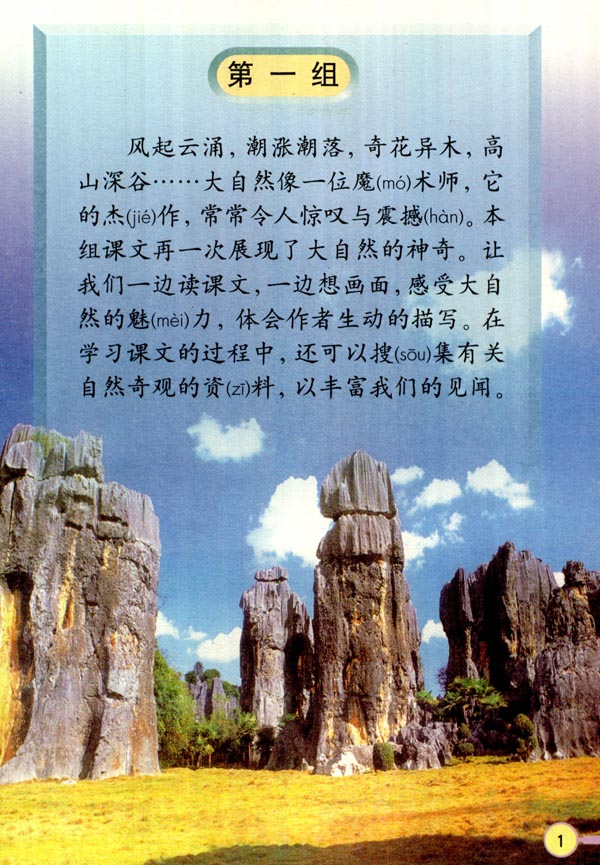 第一组
风起云涌，潮涨潮落，奇花异木，高
山深谷……大自然像一位魔(mó)术师，它
的杰(jié)作，常常令人惊叹与震撼(hàn)。本
组课文再一次展现了大自然的神奇。让
我们一边读课文，一边想画面，感受大自
然的魅(mèi)力，体会作者生动的描写。在
学习课文的过程中，还可以搜(sōu)集有关
自然奇观的资(zī)料，以丰富我们的见闻。
1